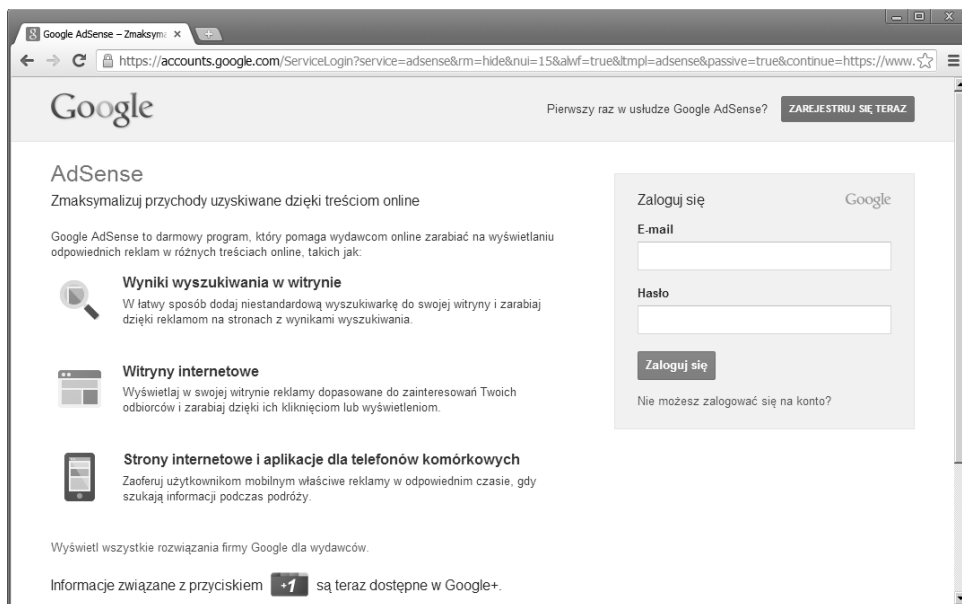 Google AdSense – Zmaksyma
https://accounts.google.com/ServiceLogin?service=adsense&rm=hide&nui=15&alwf=true&ltmpl=adsense&passive=true&continue=https://www.
Google
Pierwszy raz w usłudze Google AdSense? ZAREJESTRUJ SIĘ TERAZ
AdSense
Zmaksymalizuj przychody uzyskiwane dzięki treściom online
Google AdSense to darmowy program, który pomaga wydawcom online zarabiać na wyświetlaniu
odpowiednich reklam w różnych treściach online, takich jak:
Wyniki wyszukiwania w witrynie
W łatwy sposób dodaj niestandardową wyszukiwarkę do swojej witryny i zarabiaj
dzięki reklamom na stronach z wynikami wyszukiwania.
Witryny internetowe
Wyświetlaj w swojej witrynie reklamy dopasowane do zainteresowań Twoich
odbiorców i zarabiaj dzięki ich kliknięciom lub wyświetleniom.
Strony internetowe i aplikacje dla telefonów komórkowych
Zaoferuj użytkownikom mobilnym właściwe reklamy w odpowiednim czasie, gdy
szukają informacji podczas podróży.
Wyświetl wszystkie rozwiązania firmy Google dla wydawców.
Informacje związane z przyciskiem +1 są teraz dostępne w Google+.
Zaloguj się Google
E-mail
Hasło
Zaloguj się
Nie możesz zalogować się na konto?